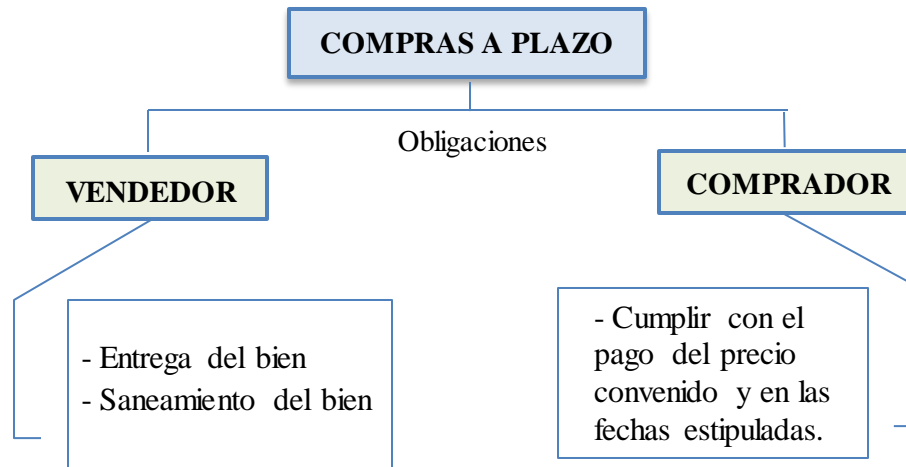 COMPRAS A PLAZO
Obligaciones
VENDEDOR
COMPRADOR
- Entrega del bien
- Saneamiento del bien
- Cumplir con el
pago del precio
convenido y en las
fechas estipuladas.